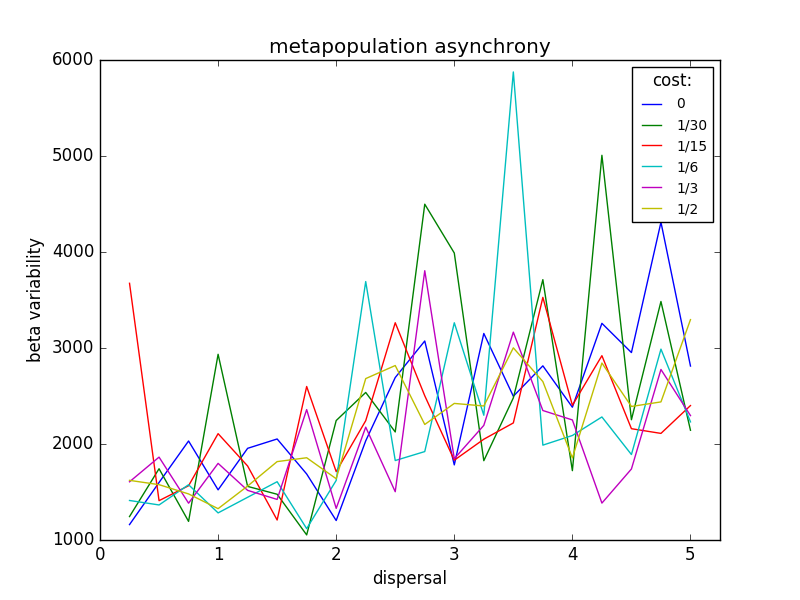 metapopulation asynchrony
6000
5000
4000
3000
2000
1000
beta variability
cost:
0
1/30
1/15
1/6
1/3
1/2
0 1 2 3 4 5
dispersal